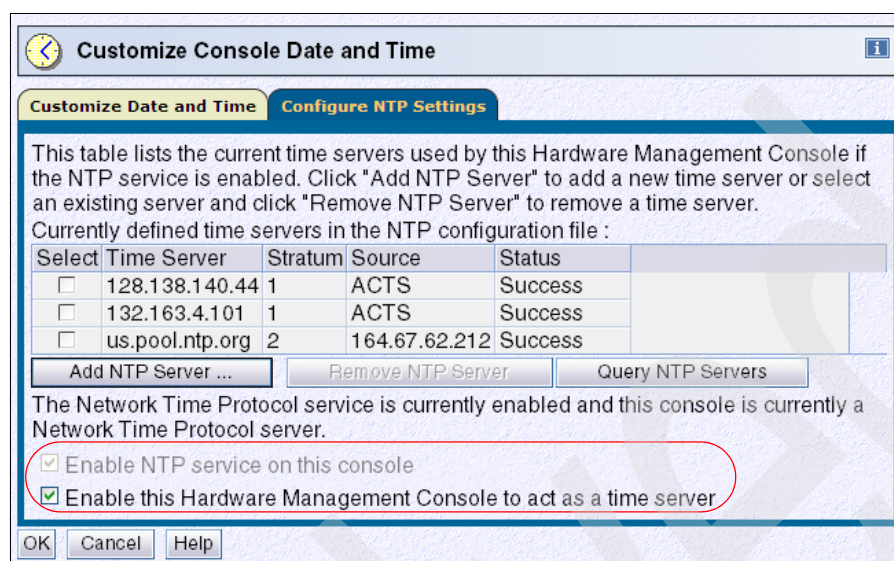 Customize Console Date and Time
i
Customize Date and Time Configure NTP Settings
This table lists the current time servers used by this Hardware Management Console if
the NTP service is enabled. Click "Add NTP Server" to add a new time server or select
an existing server and click "Remove NTP Server" to remove a time server.
Currently defined time servers in the NTP configuration file :
Select Time Server Stratum Source Status
128.138.140.44 1 ACTS Success
132.163.4.101 1 ACTS Success
us.pool.ntp.org 2 164.67.62.212 Success
Add NTP Server ... Remove NTP Server Query NTP Servers
The Network Time Protocol service is currently enabled and this console is currently a
Network Time Protocol server.
Enable NTP service on this console
Enable this Hardware Management Console to act as a time server
OK Cancel Help